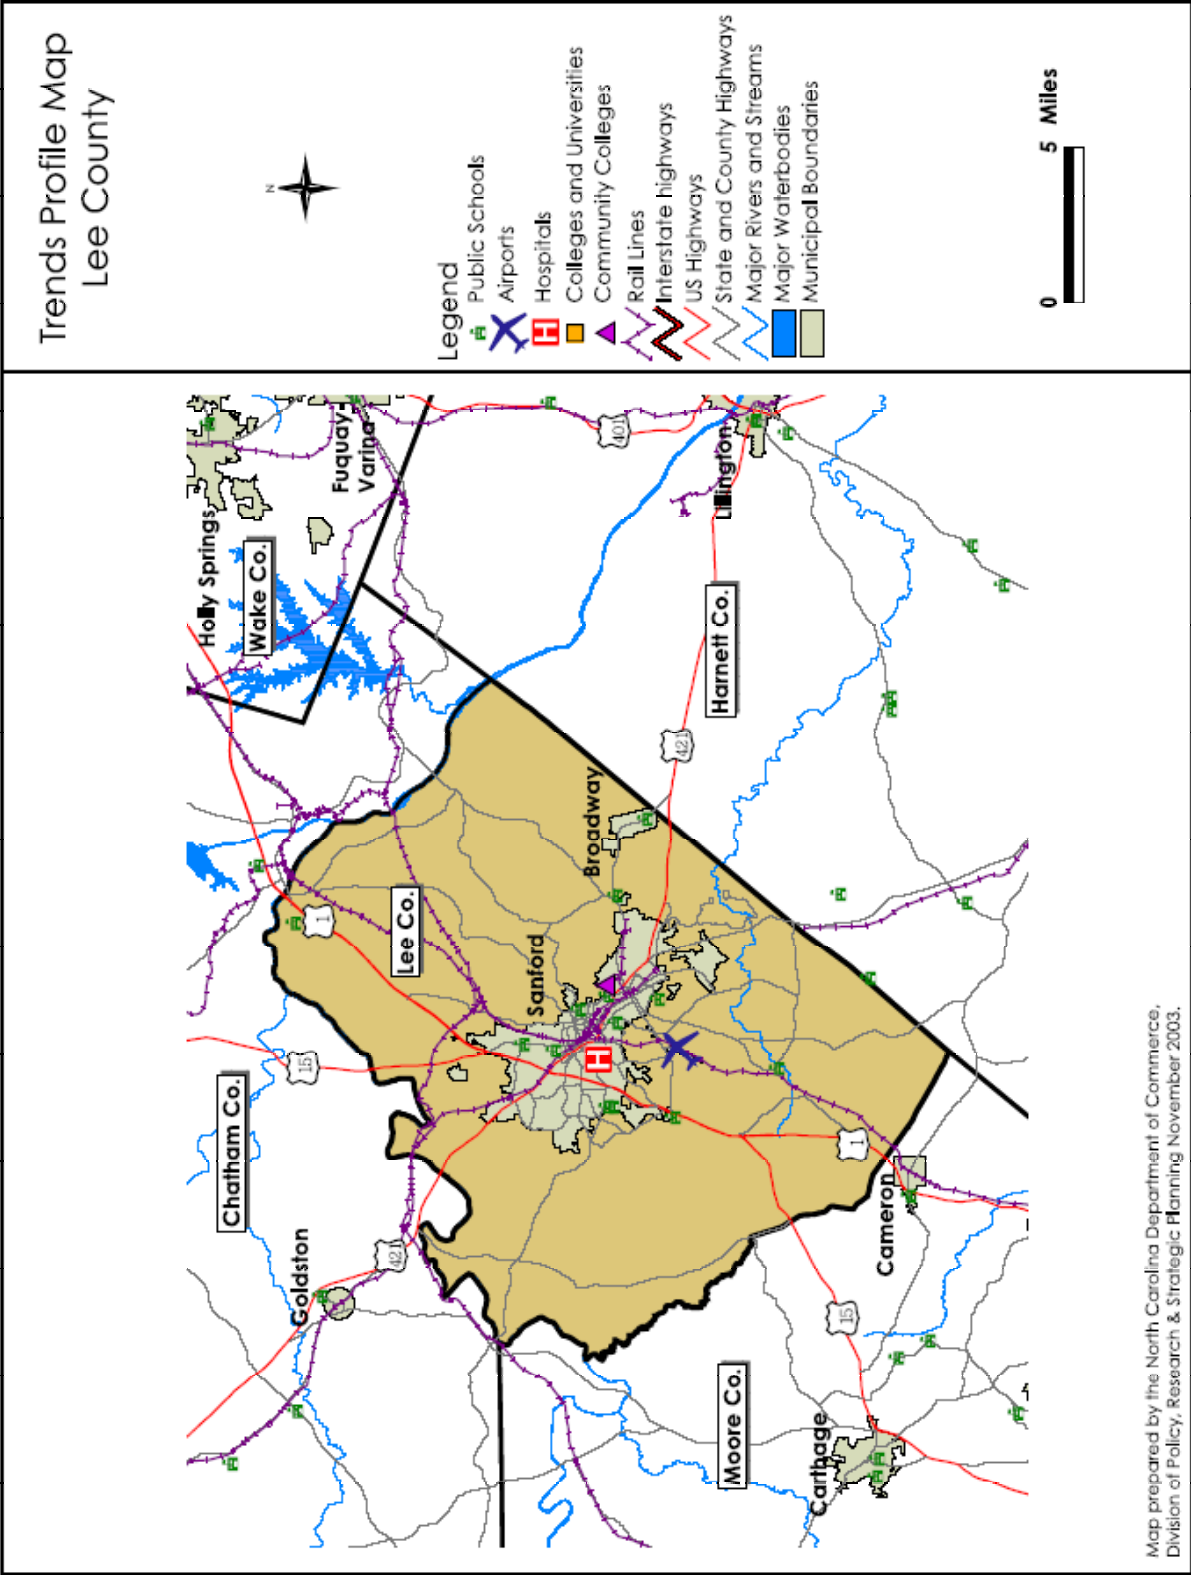 Trends Profile Map
Lee County
N
Legend
Public Schools
Airports
Hospitals
Colleges and Universities
Community Colleges
Rail Lines
Interstate highways
US Highways
State and County Highways
Major Rivers and Streams
Major Waterbodies
Municipal Boundaries
0 5 Miles
Holly Springs
Wake Co.
Fuquay-
Varina
401
Lillington
Harnett Co.
421
Broadway
1
Lee Co.
Sanford
H
15
Chatham Co.
Goldston
421
1
Cameron
15
Moore Co.
Carthage
Map prepared by the North Carolina Department of Commerce,
Division of Policy, Research & Strategic Planning November 2003.